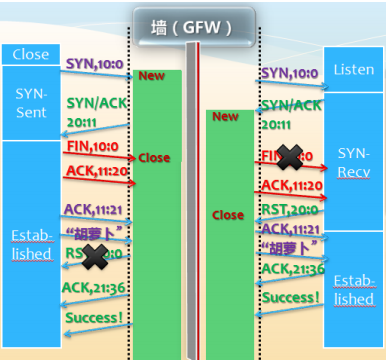 墙（GFW）
Close
SYN-
Sent
Estab-
lished
SYN,10:0
SYN/ACK
20:11
FIN,10:0
ACK,11:20
ACK,11:21
“胡萝卜”
ACK,21:36
Success!
New
Close
New
Close
SYN,10:0
SYN/ACK
20:11
ACK,11:20
RST,20:0
ACK,11:21
“胡萝卜”
ACK,21:36
Success!
Listen
SYN-
Recv
Estab-
lished